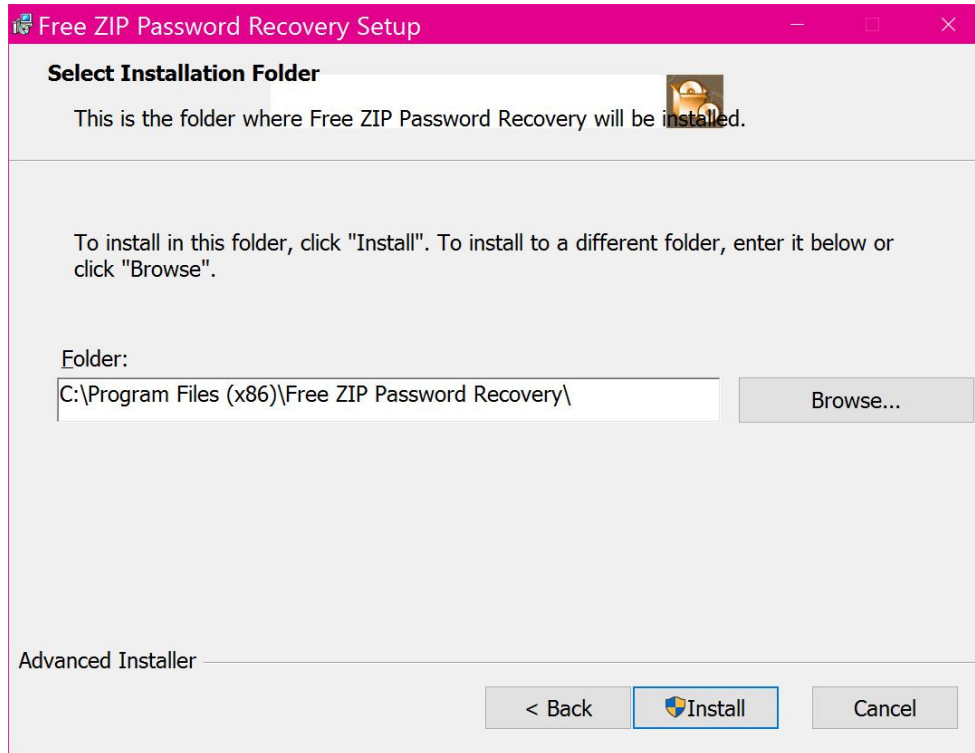 Free ZIP Password Recovery Setup
Select Installation Folder
This is the folder where Free ZIP Password Recovery will be installed.
To install in this folder, click "Install". To install to a different folder, enter it below or
click "Browse".
Folder:
C:\Program Files (x86)\Free ZIP Password Recovery\
Browse...
Advanced Installer
< Back
Install
Cancel